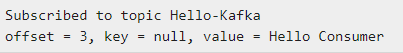 Subscribed to topic Hello-Kafka
offset = 3, key = null, value = Hello Consumer